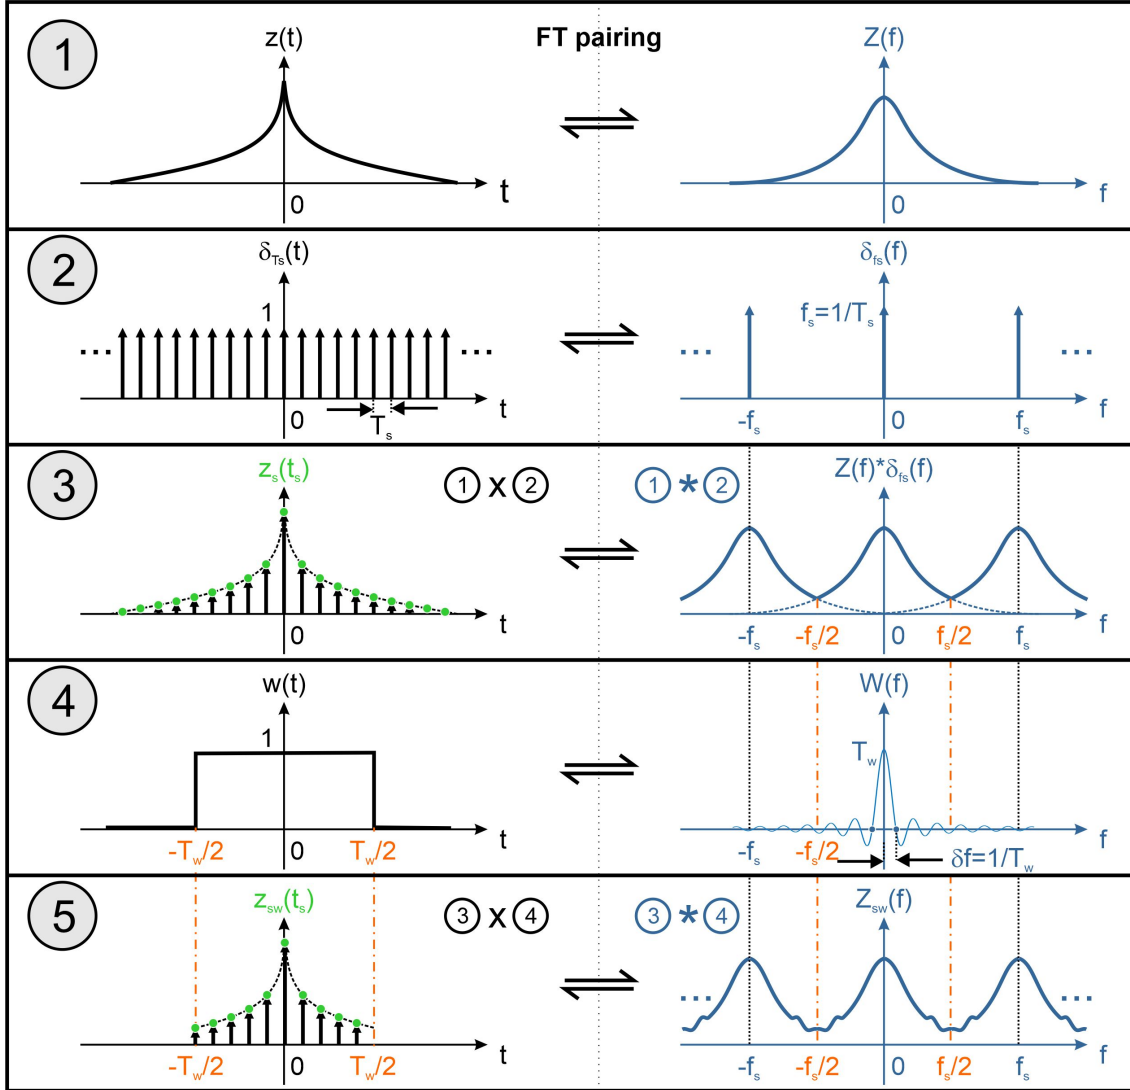 1
z(t)
FT pairing
Z(f)
0
t
0
f
2
δTs(t)
δfs(f)
1
fs=1/Ts
...
...
...
...
0
Ts
t
-fs
0
fs
f
3
zs(ts)
1 x 2
1 * 2
Z(f)*δfs(f)
0
t
-fs
-fs/2
0
fs/2
fs
f
4
w(t)
W(f)
1
Tw
-Tw/2
0
Tw/2
t
-fs
-fs/2
δf=1/Tw
f
5
zsw(ts)
3 x 4
3 * 4
Zsw(f)
...
...
-Tw/2
0
Tw/2
t
-fs
-fs/2
0
fs/2
fs
f